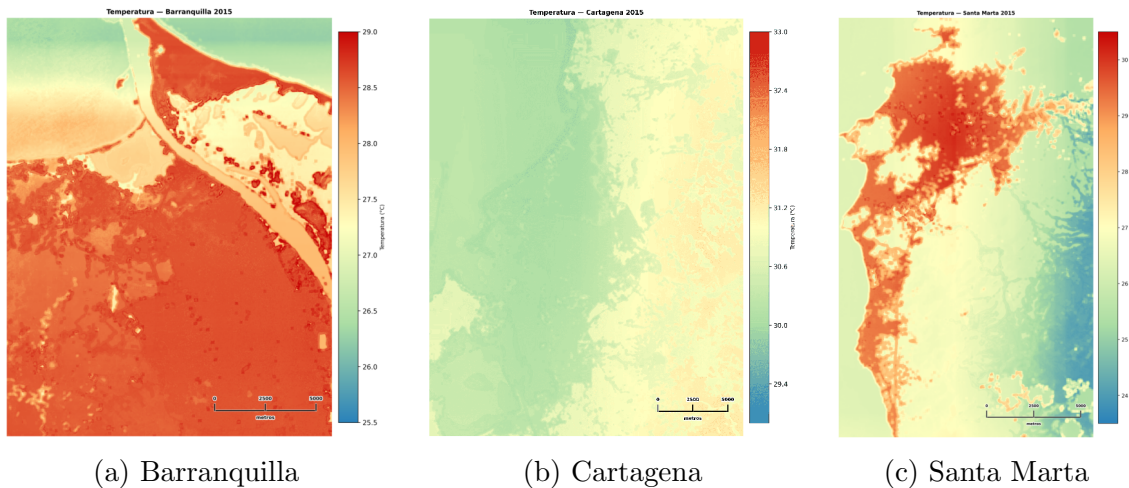 Temperatura — Barranquilla 2015
29.0
28.5
28.0
27.5
27.0
26.5
26.0
25.5
Temperatura (°C)
0 2500 5000
metros
(a) Barranquilla
Temperatura — Cartagena 2015
33.0
32.4
31.8
31.2
30.6
30.0
29.4
Temperatura (°C)
0 2500 5000
metros
(b) Cartagena
Temperatura — Santa Marta 2015
30
29
28
27
26
25
24
0 2500 5000
metros
(c) Santa Marta